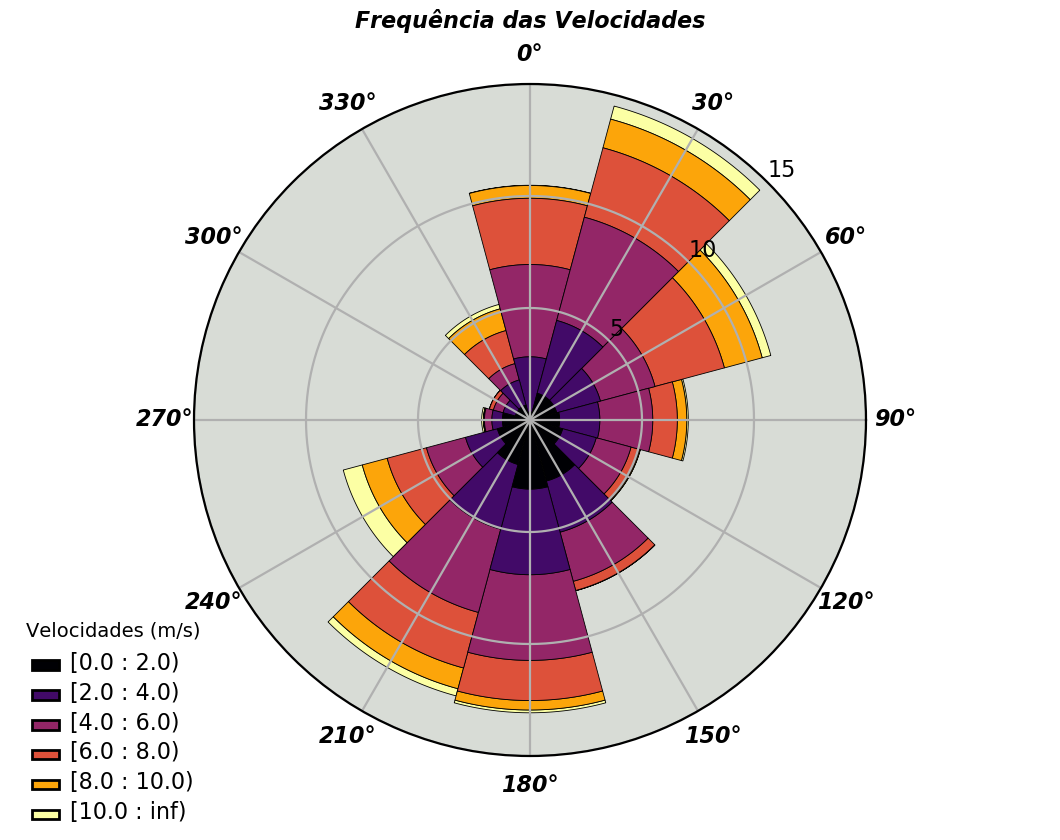 Frequência das Velocidades
0°
330°
30°
15
300°
60°
10
5
270°
90°
240°
120°
210°
150°
180°
Velocidades (m/s)
[0.0 : 2.0)
[2.0 : 4.0)
[4.0 : 6.0)
[6.0 : 8.0)
[8.0 : 10.0)
[10.0 : inf)